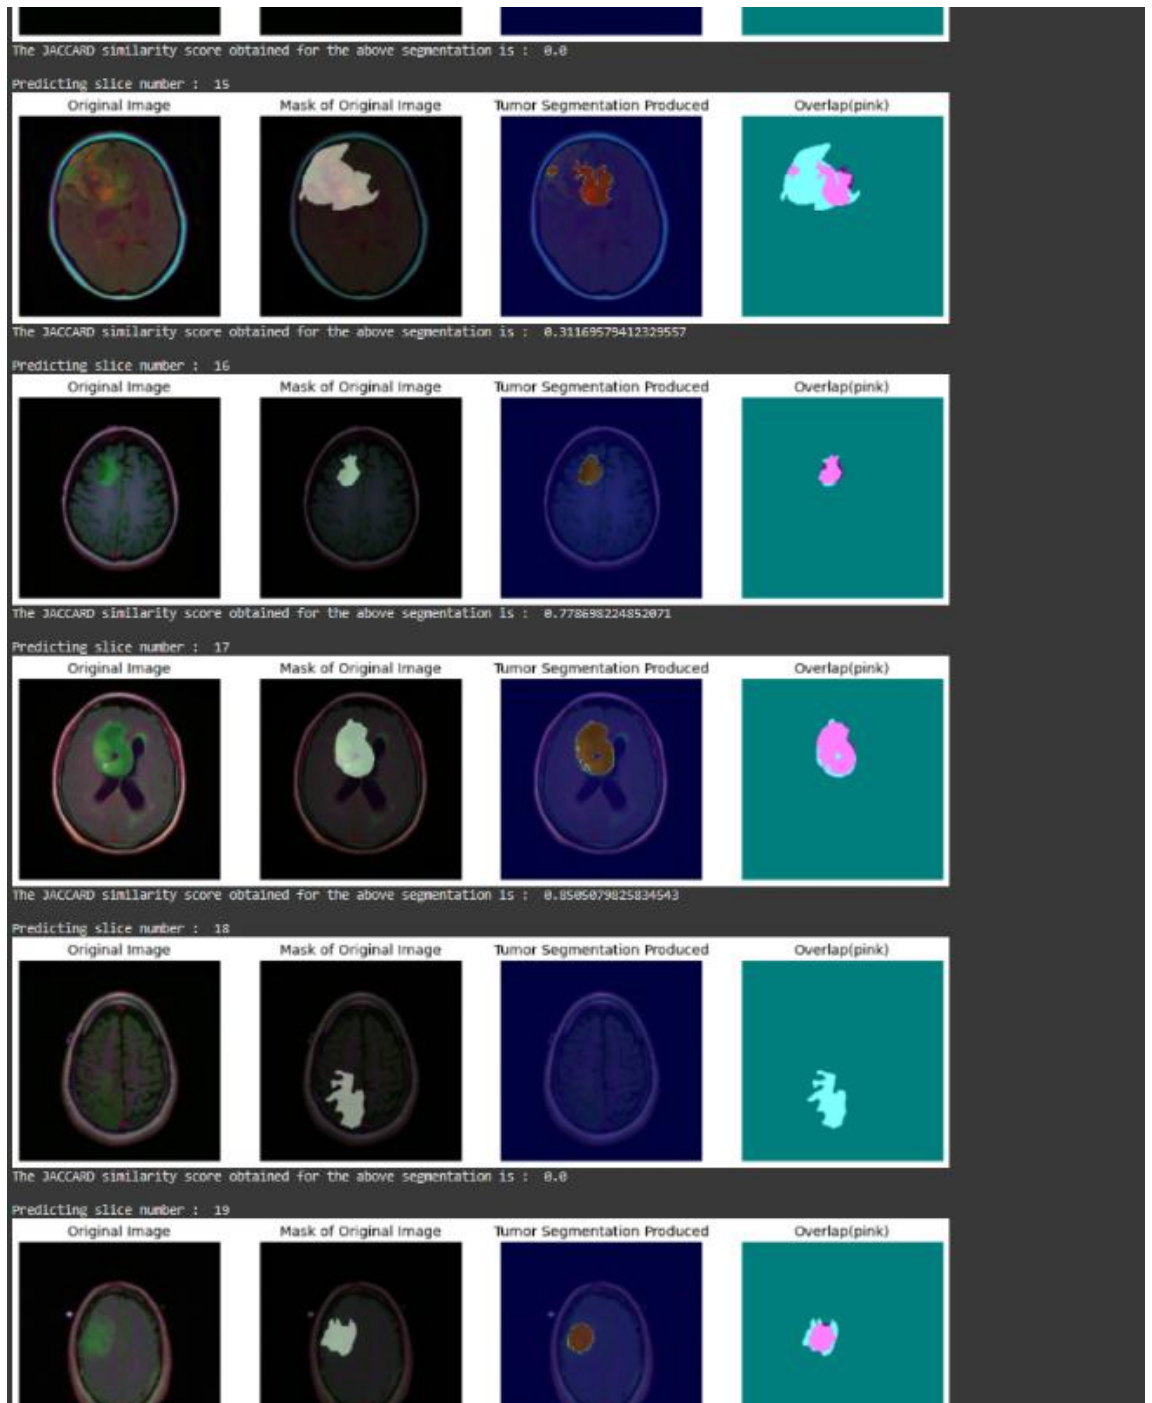 The JACCARD similarity score obtained for the above segmentation is :  0.0
Predicting slice number :  15
Original Image Mask of Original Image Tumor Segmentation Produced Overlap(pink)
The JACCARD similarity score obtained for the above segmentation is :  0.31169579412329557
Predicting slice number :  16
Original Image Mask of Original Image Tumor Segmentation Produced Overlap(pink)
The JACCARD similarity score obtained for the above segmentation is :  0.778698224852071
Predicting slice number :  17
Original Image Mask of Original Image Tumor Segmentation Produced Overlap(pink)
The JACCARD similarity score obtained for the above segmentation is :  0.8505079825834543
Predicting slice number :  18
Original Image Mask of Original Image Tumor Segmentation Produced Overlap(pink)
The JACCARD similarity score obtained for the above segmentation is :  0.0
Predicting slice number :  19
Original Image Mask of Original Image Tumor Segmentation Produced Overlap(pink)